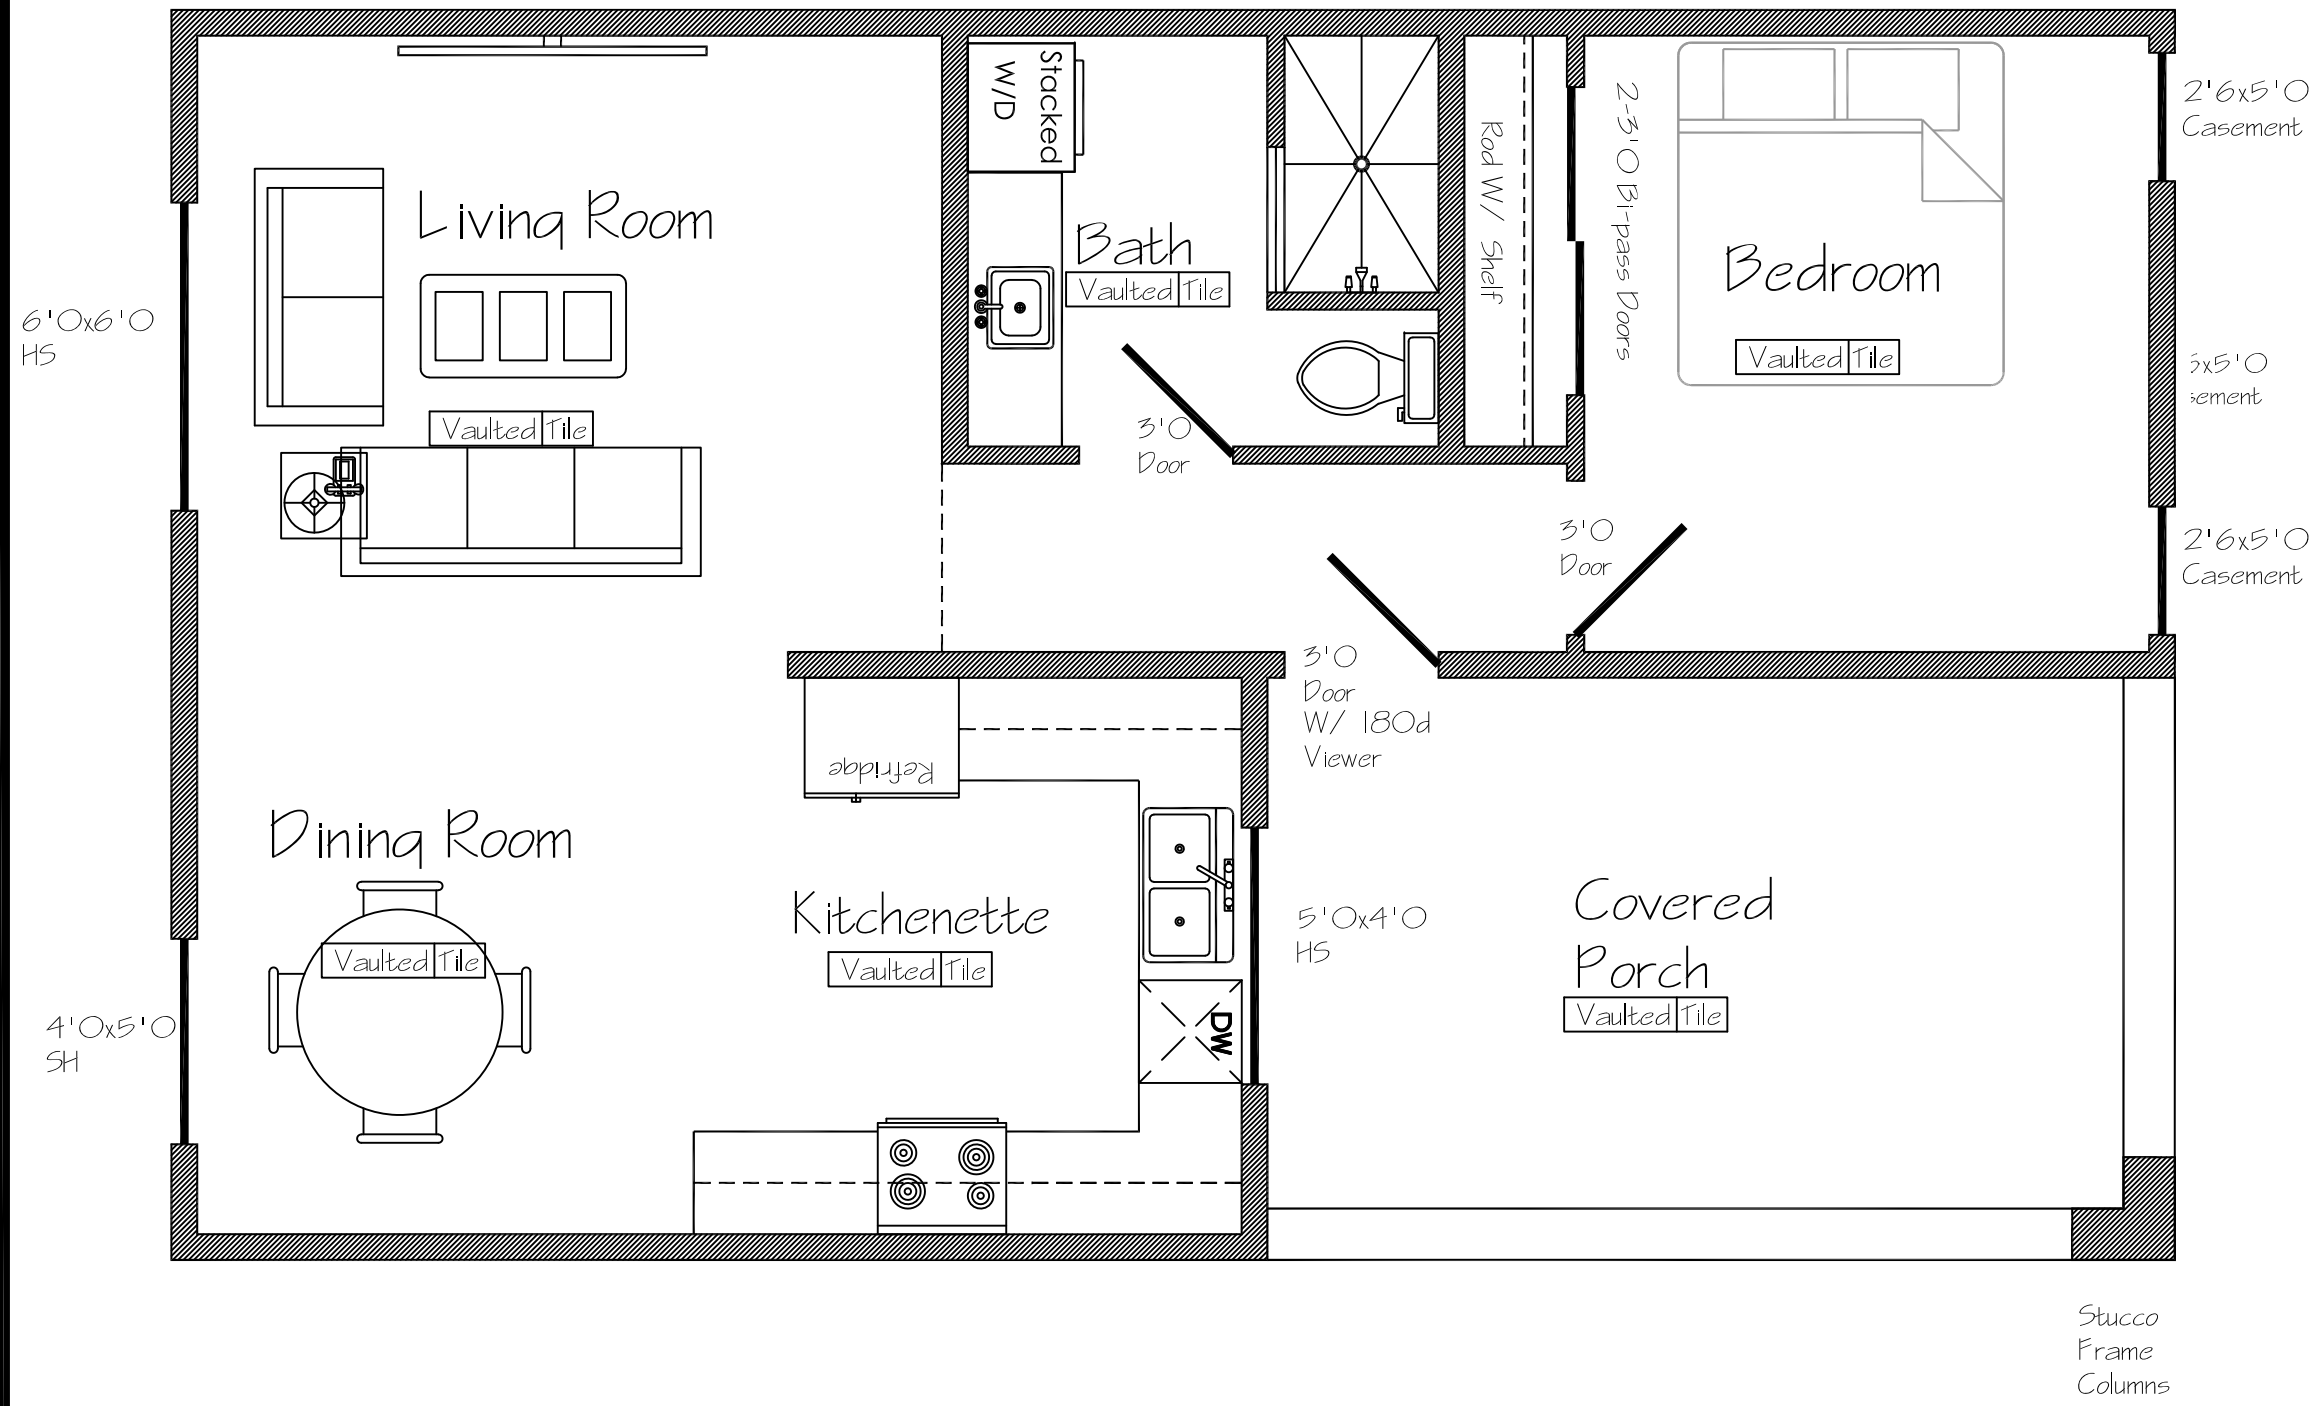 Living Room
Vaulted Tile
6'0x6'0
HS
Stacked
W/D
Bath
Vaulted Tile
3'0
Door
Rod W/ Shelf
2-3'0 Bi-pass Doors
Bedroom
Vaulted Tile
2'6x5'0
Casement
5x5'0
sement
2'6x5'0
Casement
3'0
Door
3'0
Door
W/ 180d
Viewer
Refridge
Dining Room
Vaulted Tile
4'0x5'0
SH
Kitchenette
Vaulted Tile
DW
5'0x4'0
HS
Covered
Porch
Vaulted Tile
Stucco
Frame
Columns